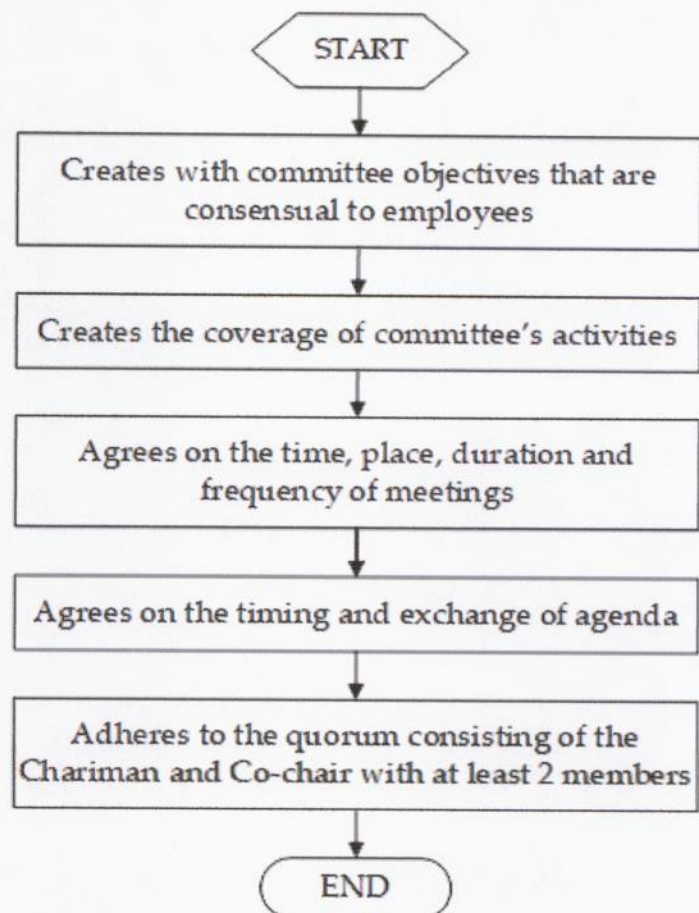 START
Creates with committee objectives that are
consensual to employees
Creates the coverage of committee's activities
Agrees on the time, place, duration and
frequency of meetings
Agrees on the timing and exchange of agenda
Adheres to the quorum consisting of the
Chariman and Co-chair with at least 2 members
END